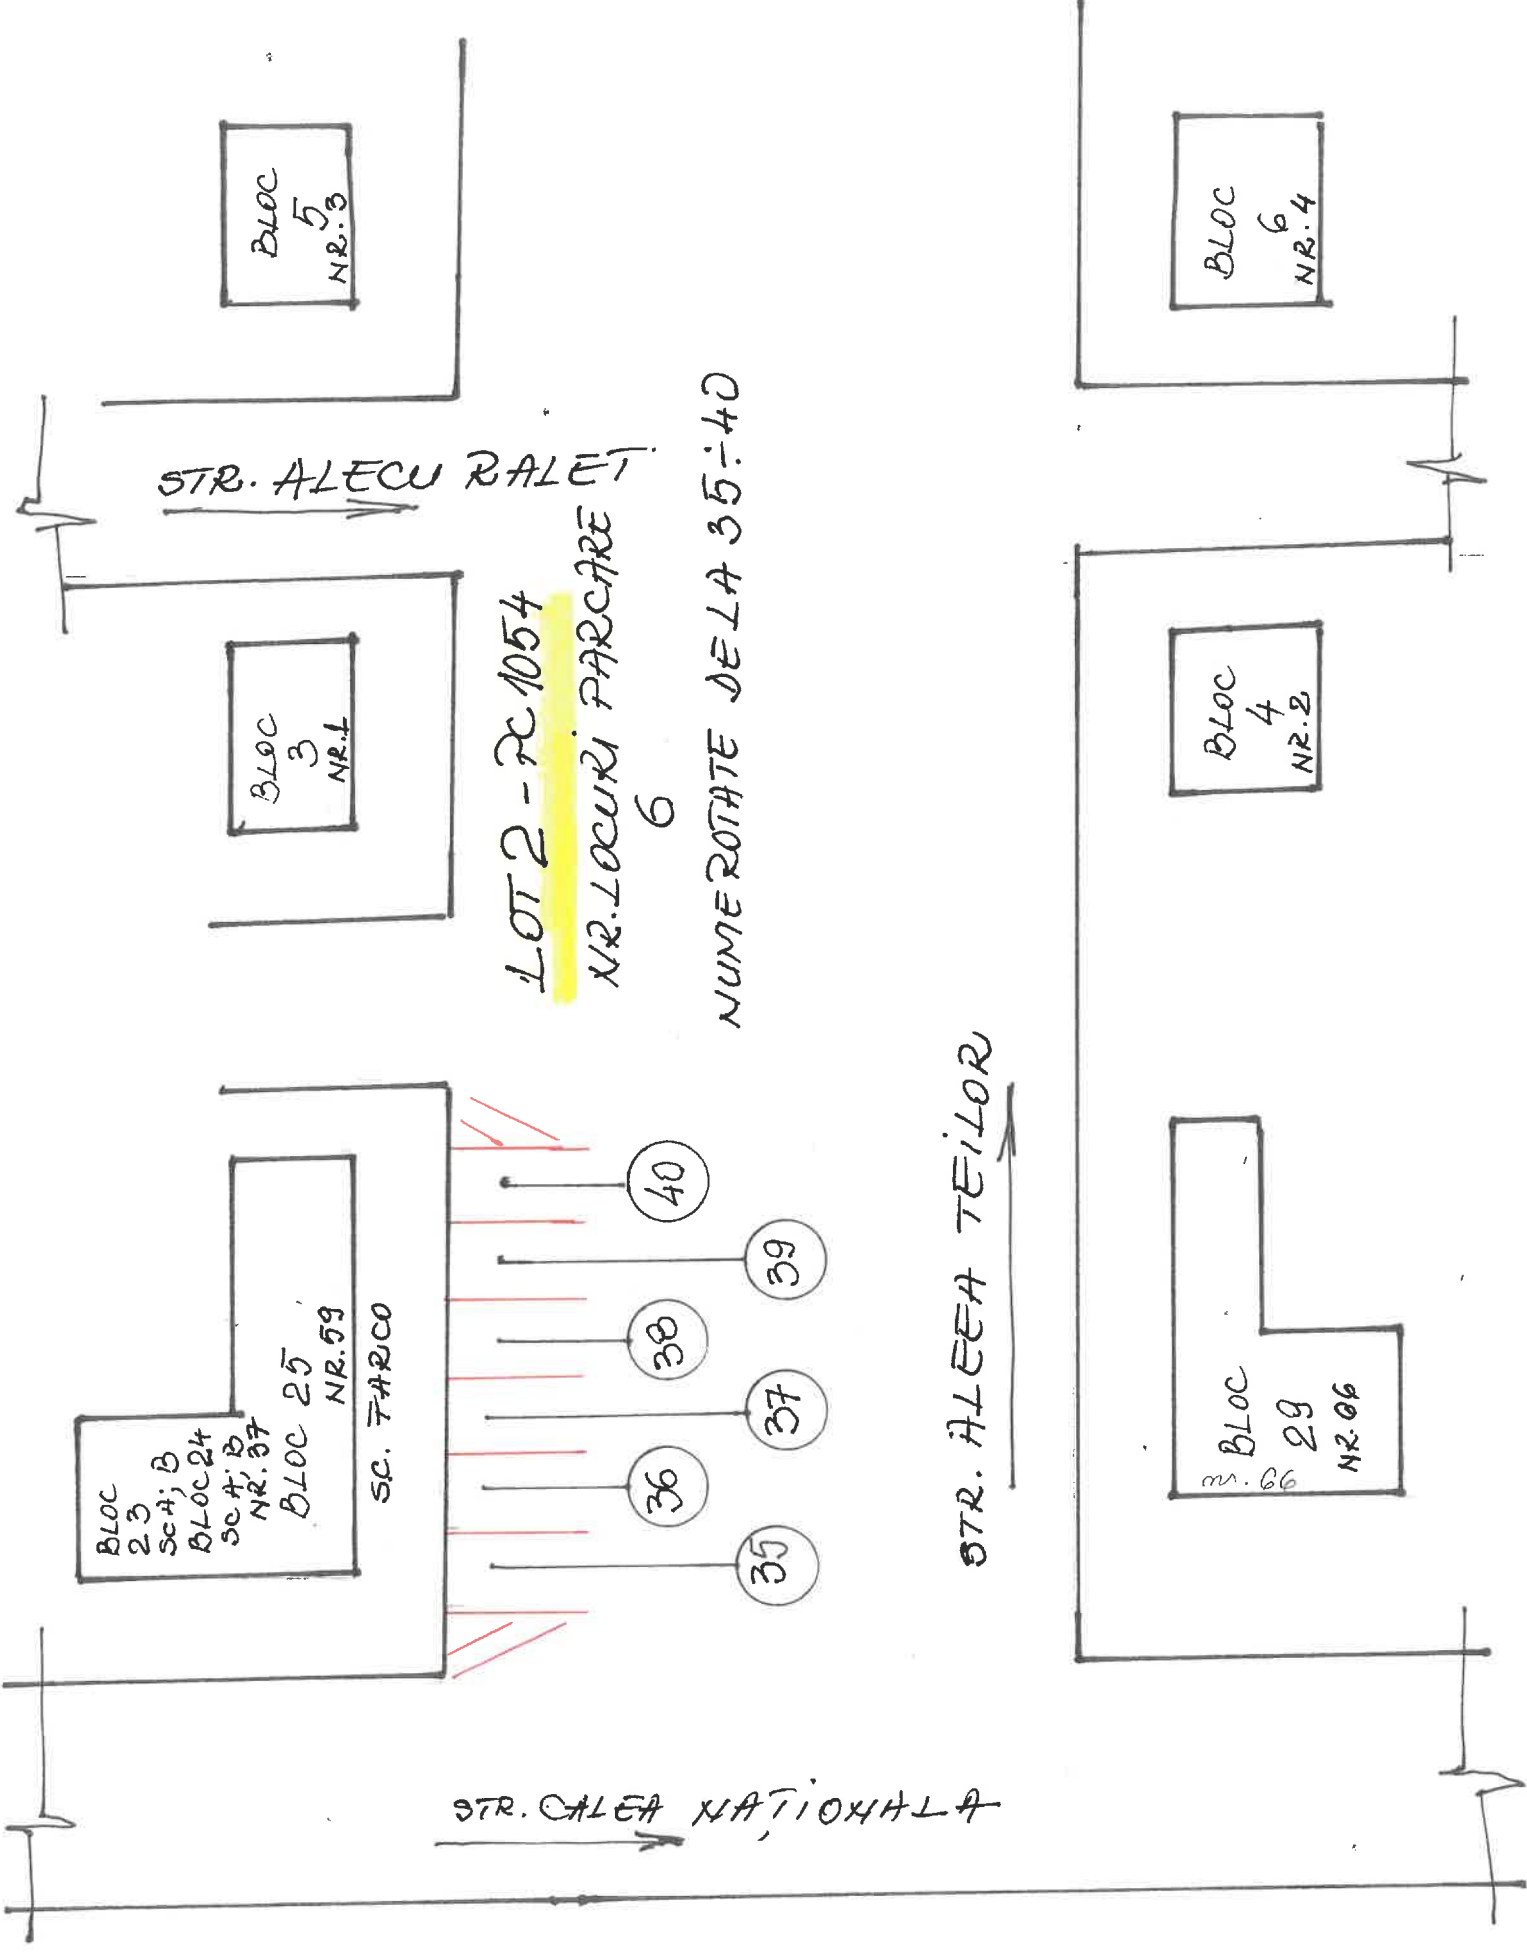 STR. ALECU RALET
BLOC
5
NR. 3
BLOC
3
NR. 1
LOT 2 - PC 1054
NR. LOCURI PARCARE
6
NUMEROTATE DE LA 35÷40
BLOC
6
NR. 4
BLOC
4
NR. 2
BLOC
23
SC A; B
BLOC 24
SC A; B
NR. 37
BLOC 25
NR. 59
S.C. TARICO
40
39
38
37
36
35
STR. ALEEA TEILOR
BLOC
29
NR. 66
nr. 66
STR. CALEA NAȚIONALA